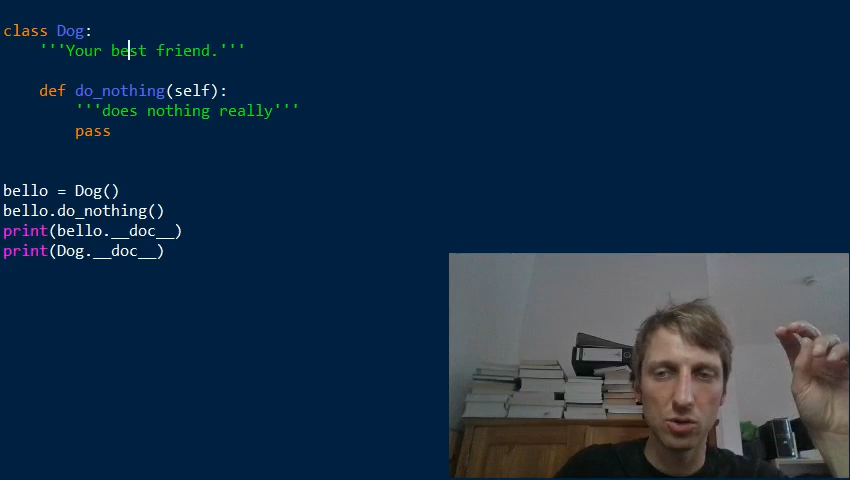 class Dog:
    '''Your best friend.'''
    def do_nothing(self):
        '''does nothing really'''
        pass
bello = Dog()
bello.do_nothing()
print(bello.__doc__)
print(Dog.__doc__)